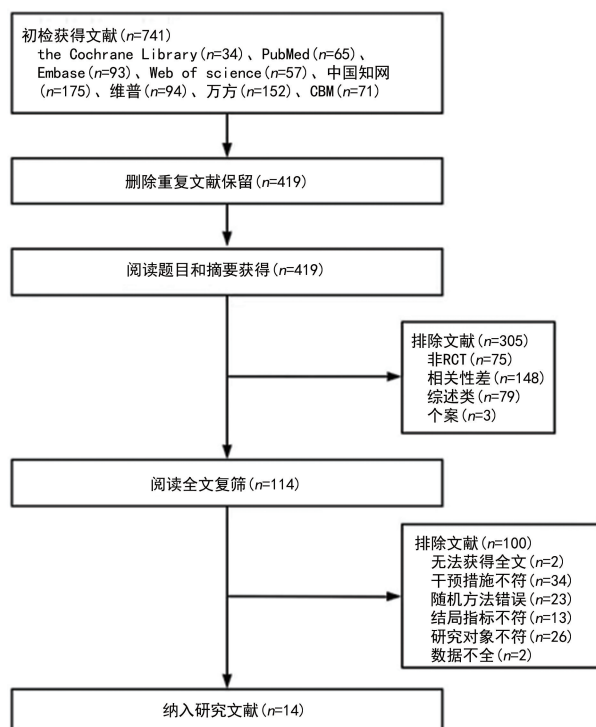 初检获得文献(n=741)
the Cochrane Library(n=34)、PubMed(n=65)、
Embase(n=93)、Web of science(n=57)、中国知网
(n=175)、维普(n=94)、万方(n=152)、CBM(n=71)
删除重复文献保留(n=419)
阅读题目和摘要获得(n=419)
排除文献(n=305)
非RCT(n=75)
相关性差(n=148)
综述类(n=79)
个案(n=3)
阅读全文复筛(n=114)
排除文献(n=100)
无法获得全文(n=2)
干预措施不符(n=34)
随机方法错误(n=23)
结局指标不符(n=13)
研究对象不符(n=26)
数据不全(n=2)
纳入研究文献(n=14)